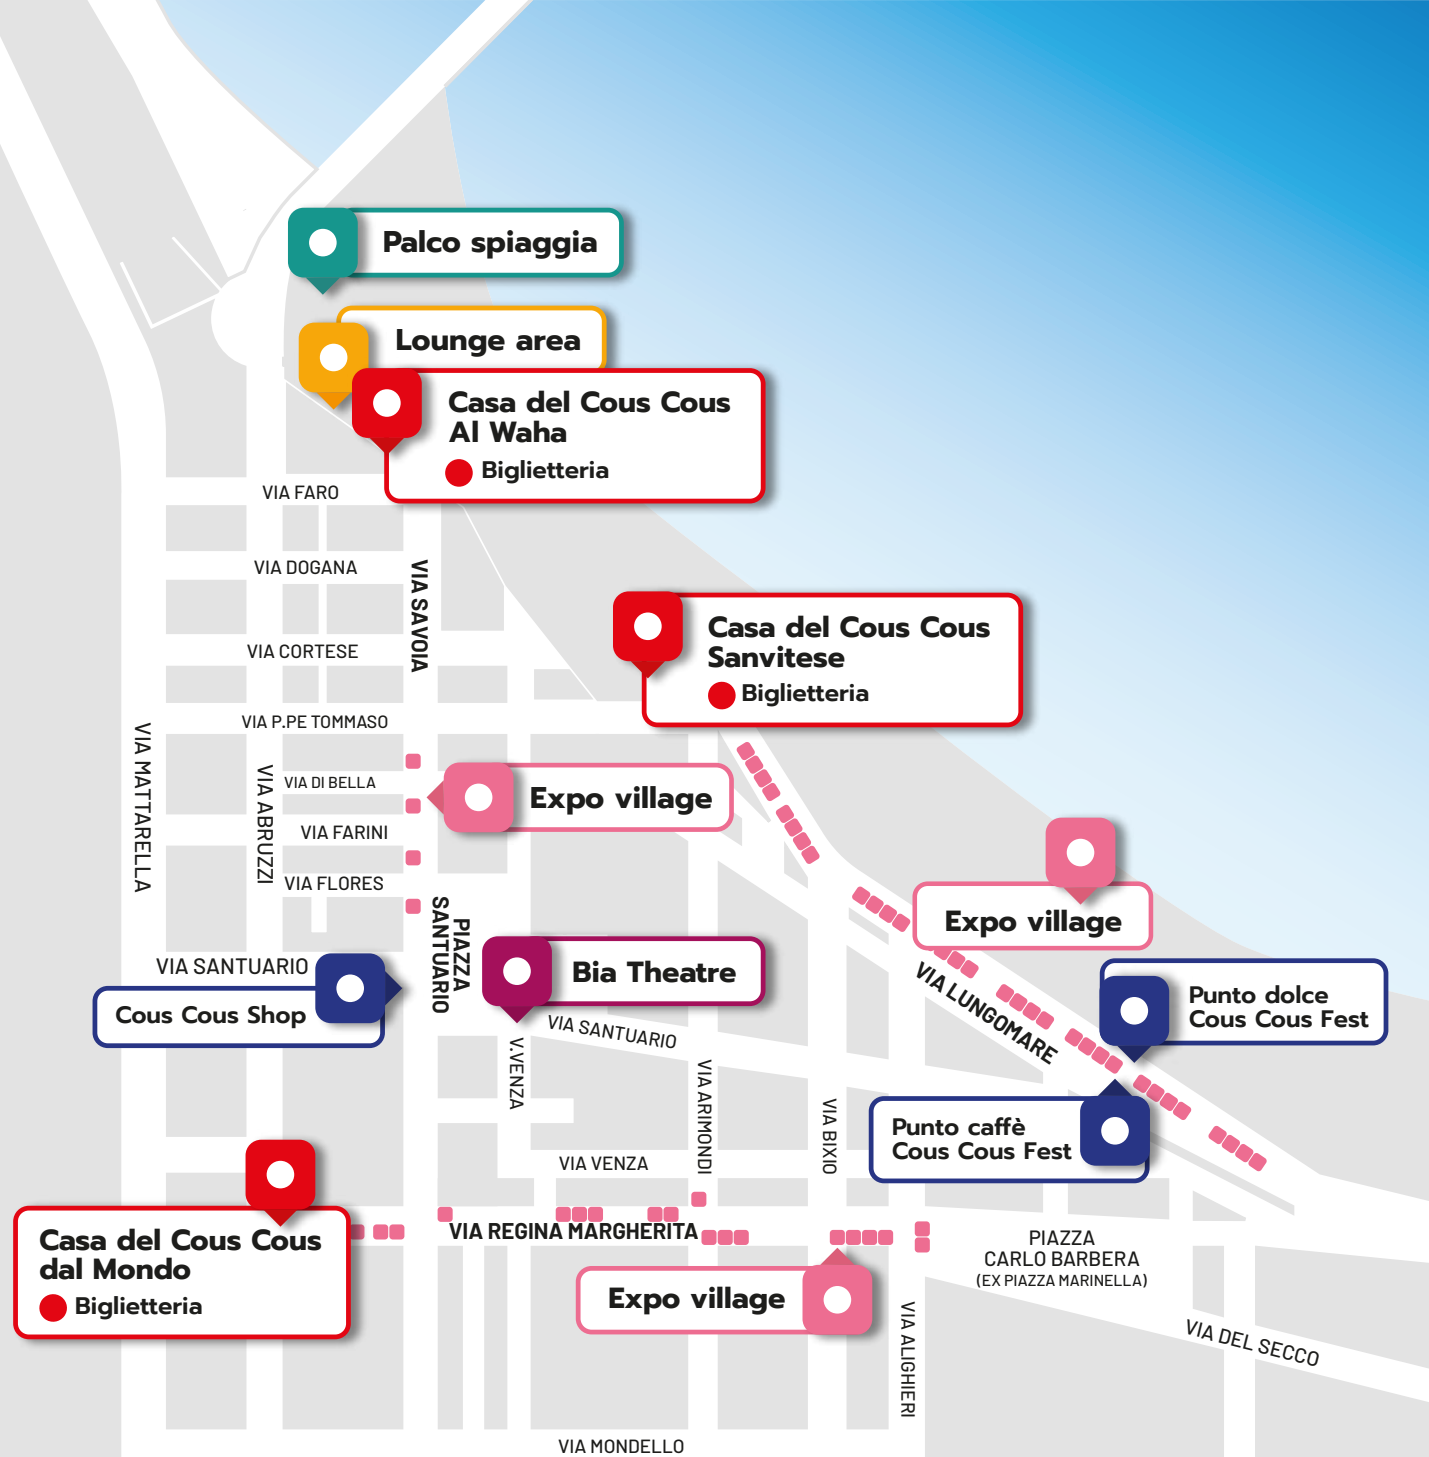 Palco spiaggia
Lounge area
Casa del Cous Cous
Al Waha
Biglietteria
VIA FARO
VIA DOGANA
VIA SAVOIA
VIA CORTESE
Casa del Cous Cous
Sanvitese
Biglietteria
VIA P.PE TOMMASO
VIA MATTARELLA
VIA ABRUZZI
VIA DI BELLA
Expo village
VIA FARINI
VIA FLORES
PIAZZA
SANTUARIO
Expo village
VIA SANTUARIO
Cous Cous Shop
Bia Theatre
VIA LUNGOMARE
Punto dolce
Cous Cous Fest
VIA SANTUARIO
V.VENZA
VIA ARIMONDI
VIA BIXIO
Punto caffè
Cous Cous Fest
VIA VENZA
VIA REGINA MARGHERITA
Casa del Cous Cous
dal Mondo
Biglietteria
PIAZZA
CARLO BARBERA
(EX PIAZZA MARINELLA)
Expo village
VIA ALIGHIERI
VIA DEL SECCO
VIA MONDELLO